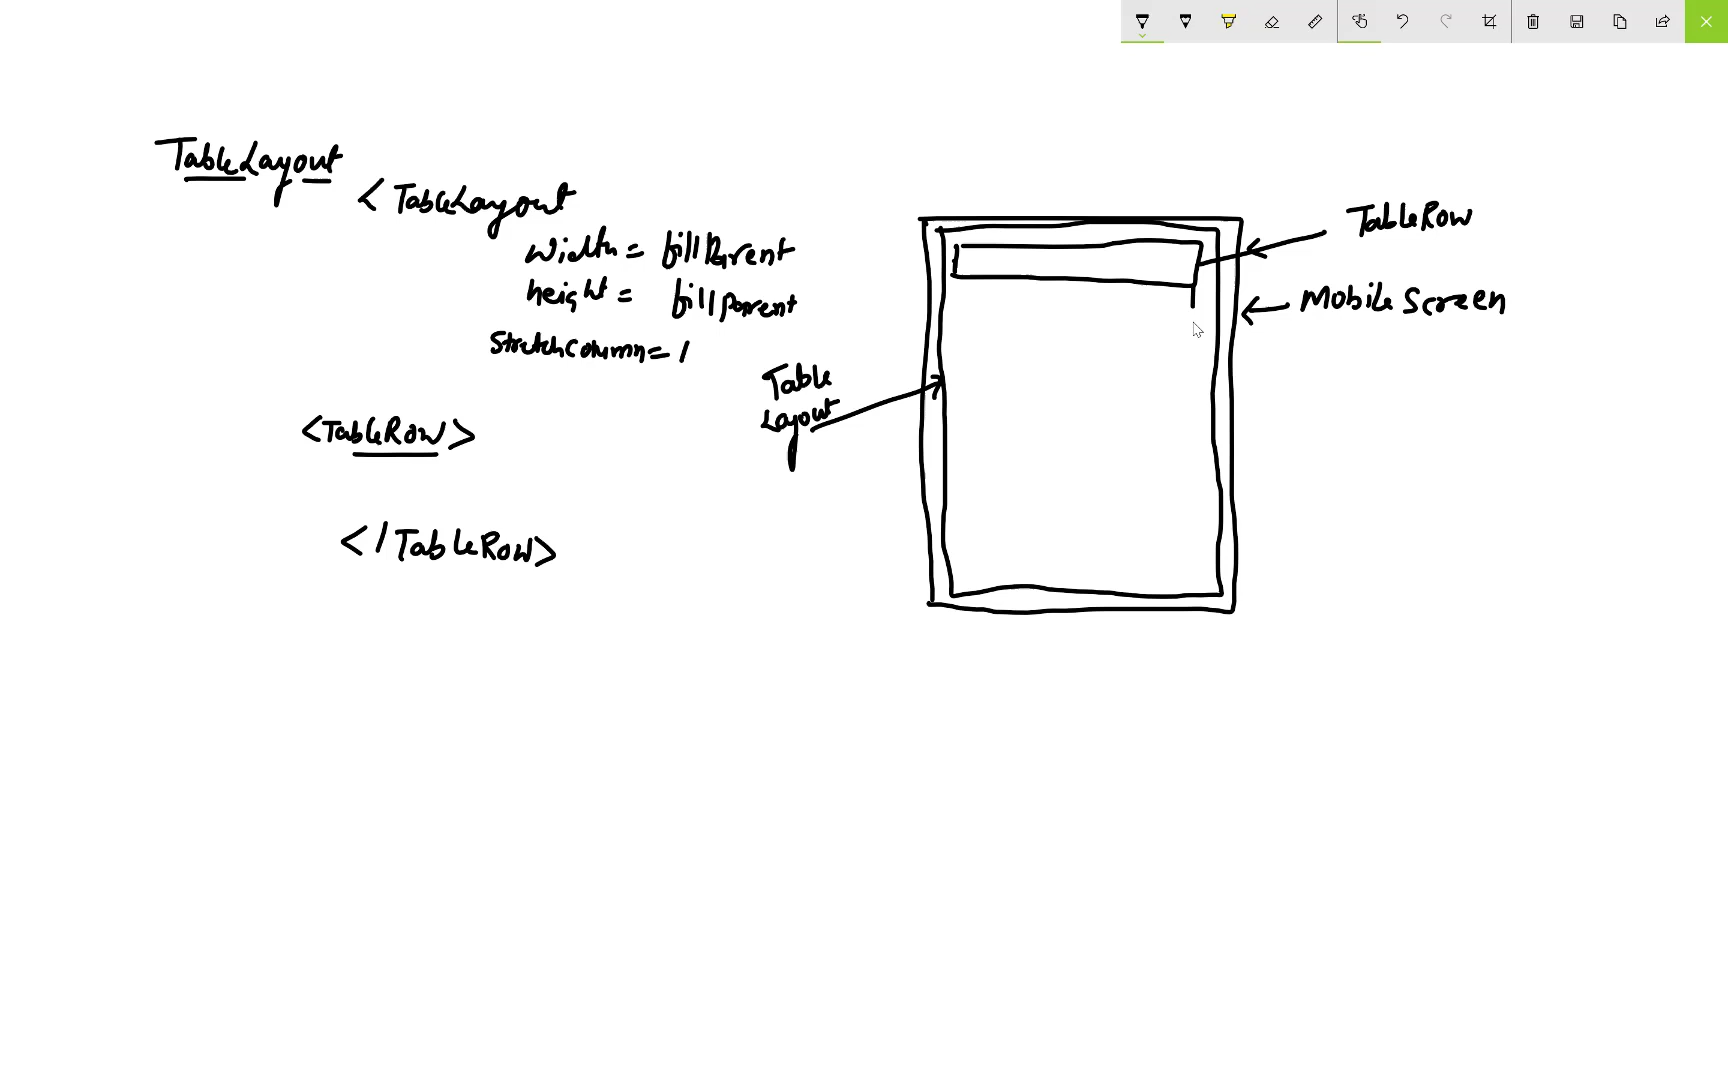 TableLayout
< TableLayout
width = fillParent
height = fillparent
StretchColumn = 1
<TableRow>
</TableRow>
TableRow
Mobile Screen
Table
Layout